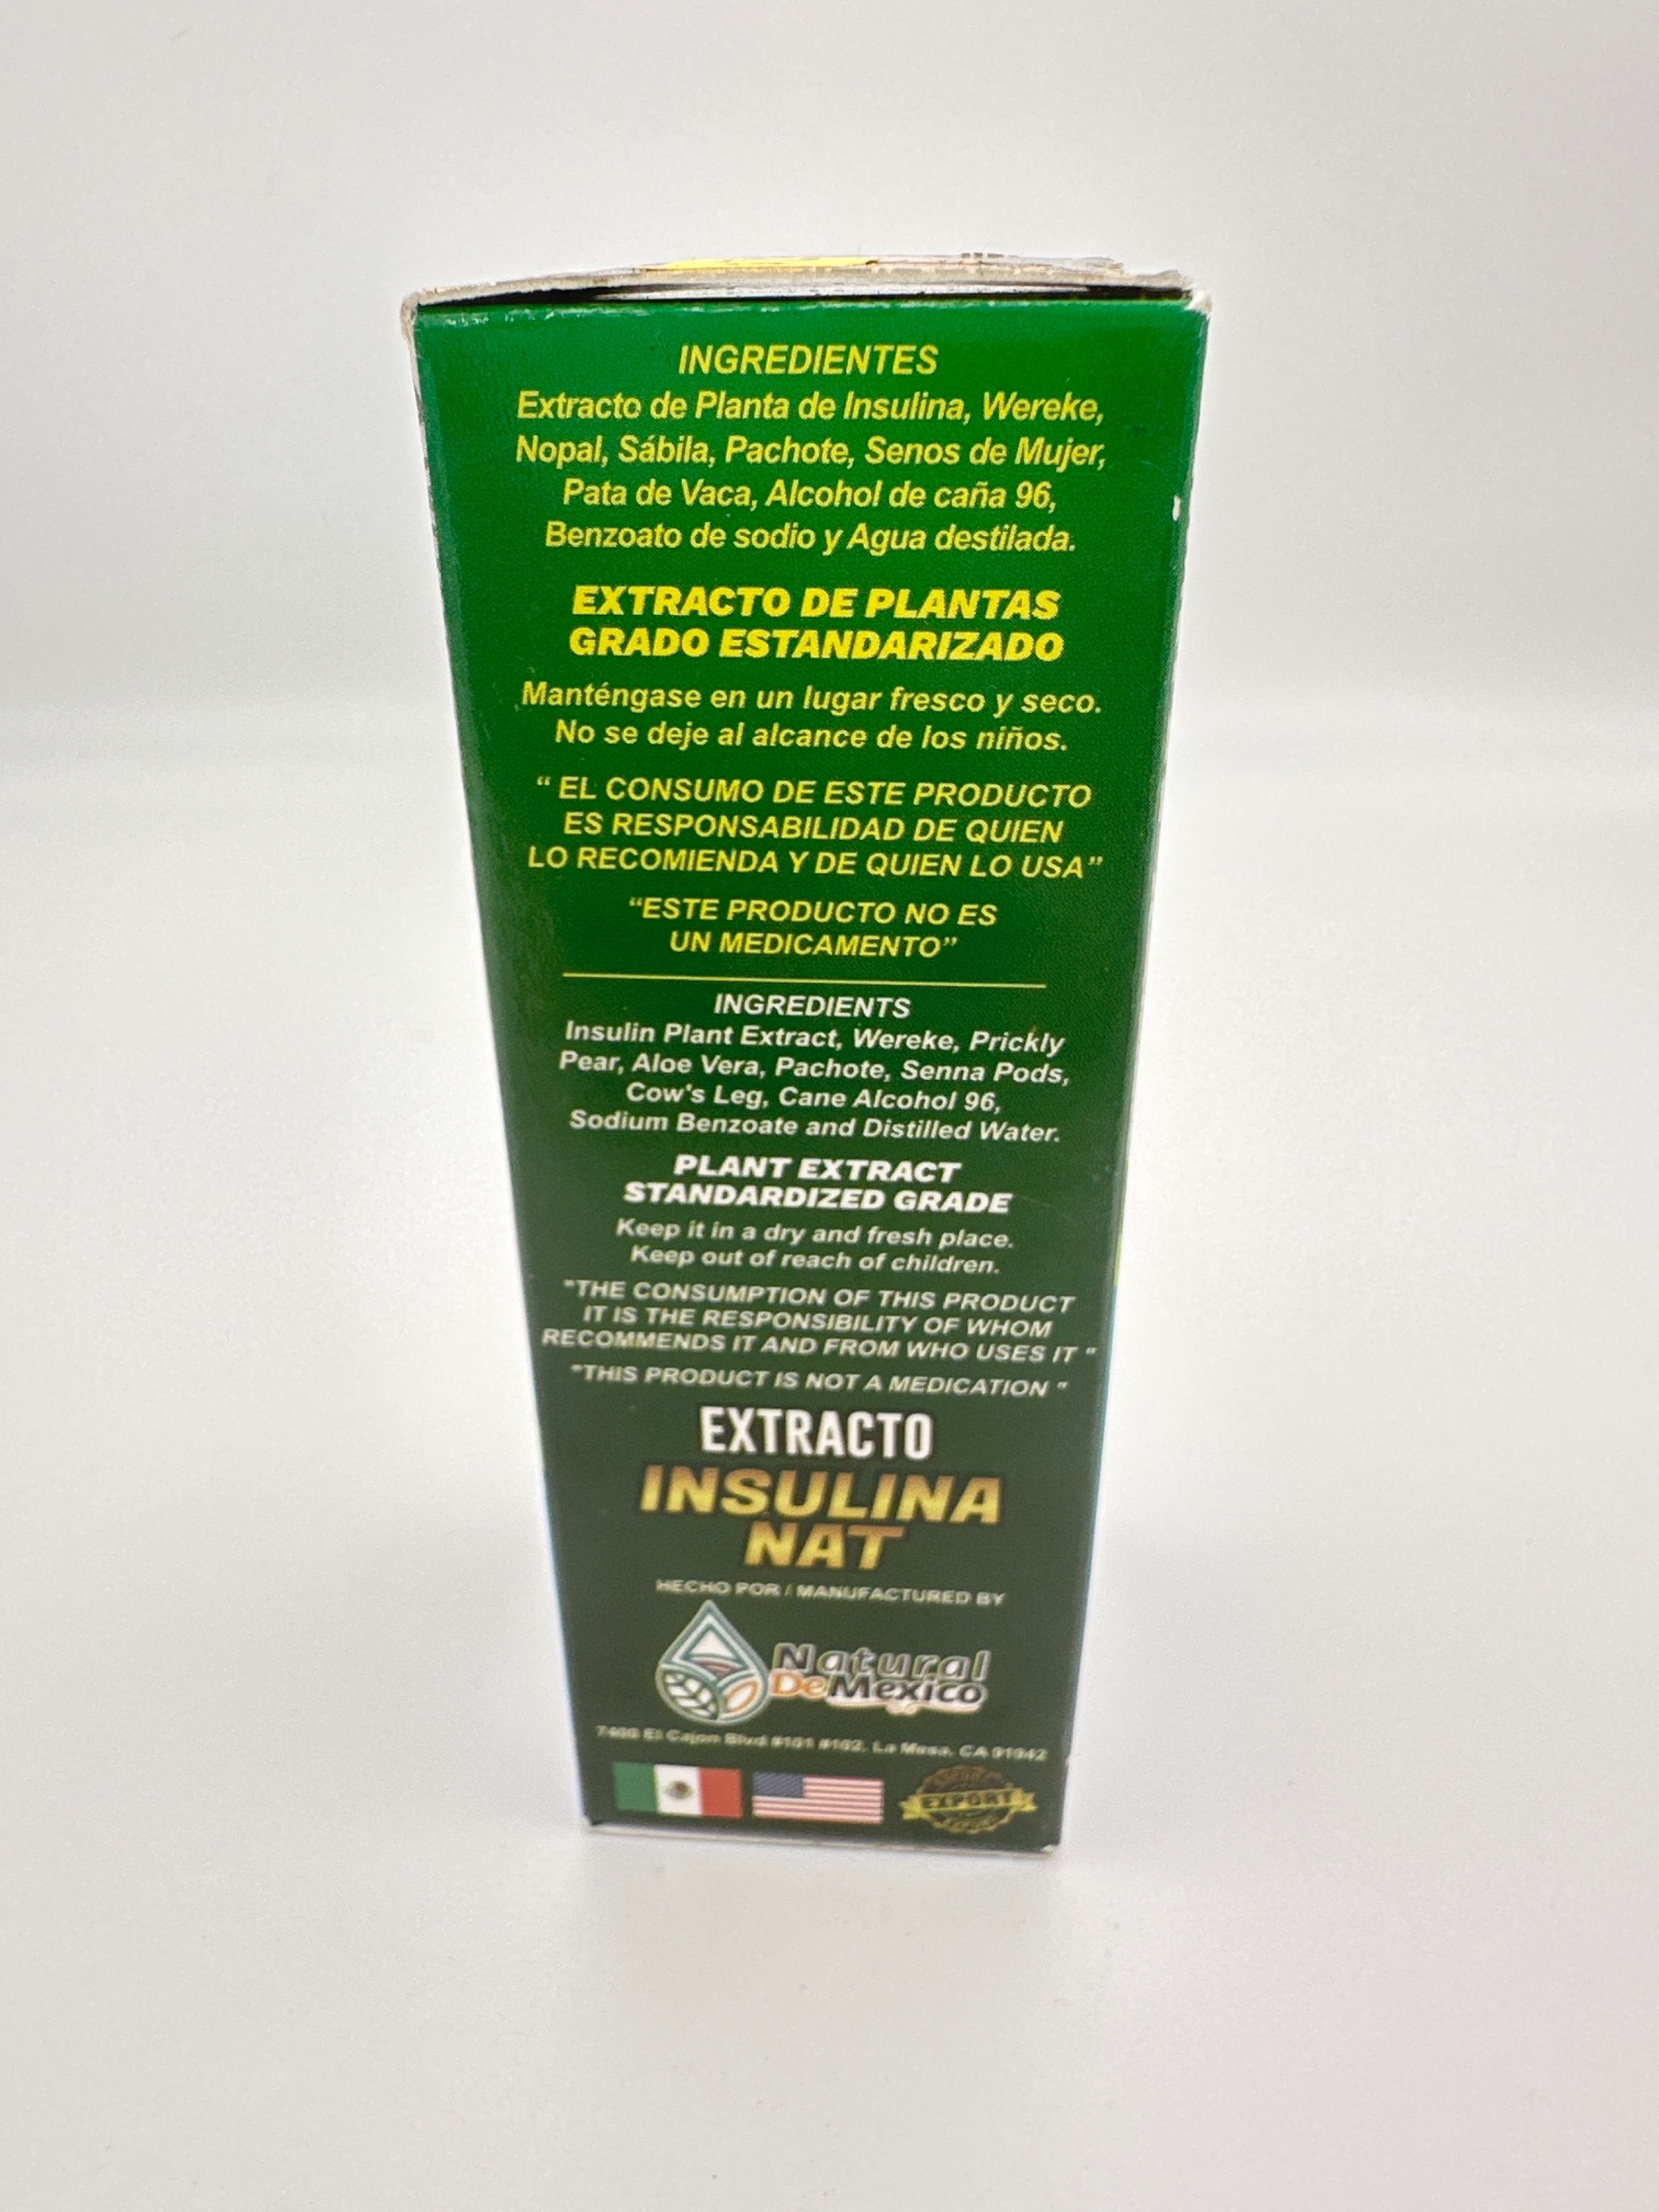 INGREDIENTES
Extracto de Planta de Insulina, Wereke,
Nopal, Sábila, Pachote, Senos de Mujer,
Pata de Vaca, Alcohol de caña 96,
Benzoato de sodio y Agua destilada.
EXTRACTO DE PLANTAS
GRADO ESTANDARIZADO
Manténgase en un lugar fresco y seco.
No se deje al alcance de los niños.
“ EL CONSUMO DE ESTE PRODUCTO
ES RESPONSABILIDAD DE QUIEN
LO RECOMIENDA Y DE QUIEN LO USA”
“ESTE PRODUCTO NO ES
UN MEDICAMENTO”
INGREDIENTS
Insulin Plant Extract, Wereke, Prickly
Pear, Aloe Vera, Pachote, Senna Pods,
Cow's Leg, Cane Alcohol 96,
Sodium Benzoate and Distilled Water.
PLANT EXTRACT
STANDARDIZED GRADE
Keep it in a dry and fresh place.
Keep out of reach of children.
"THE CONSUMPTION OF THIS PRODUCT
IT IS THE RESPONSIBILITY OF WHOM
RECOMMENDS IT AND FROM WHO USES IT "
"THIS PRODUCT IS NOT A MEDICATION "
EXTRACTO
INSULINA
NAT
HECHO POR / MANUFACTURED BY
Natural
DeMexico
El Cajon Blvd #101 #102, La Mesa, CA 91942
EXPORT